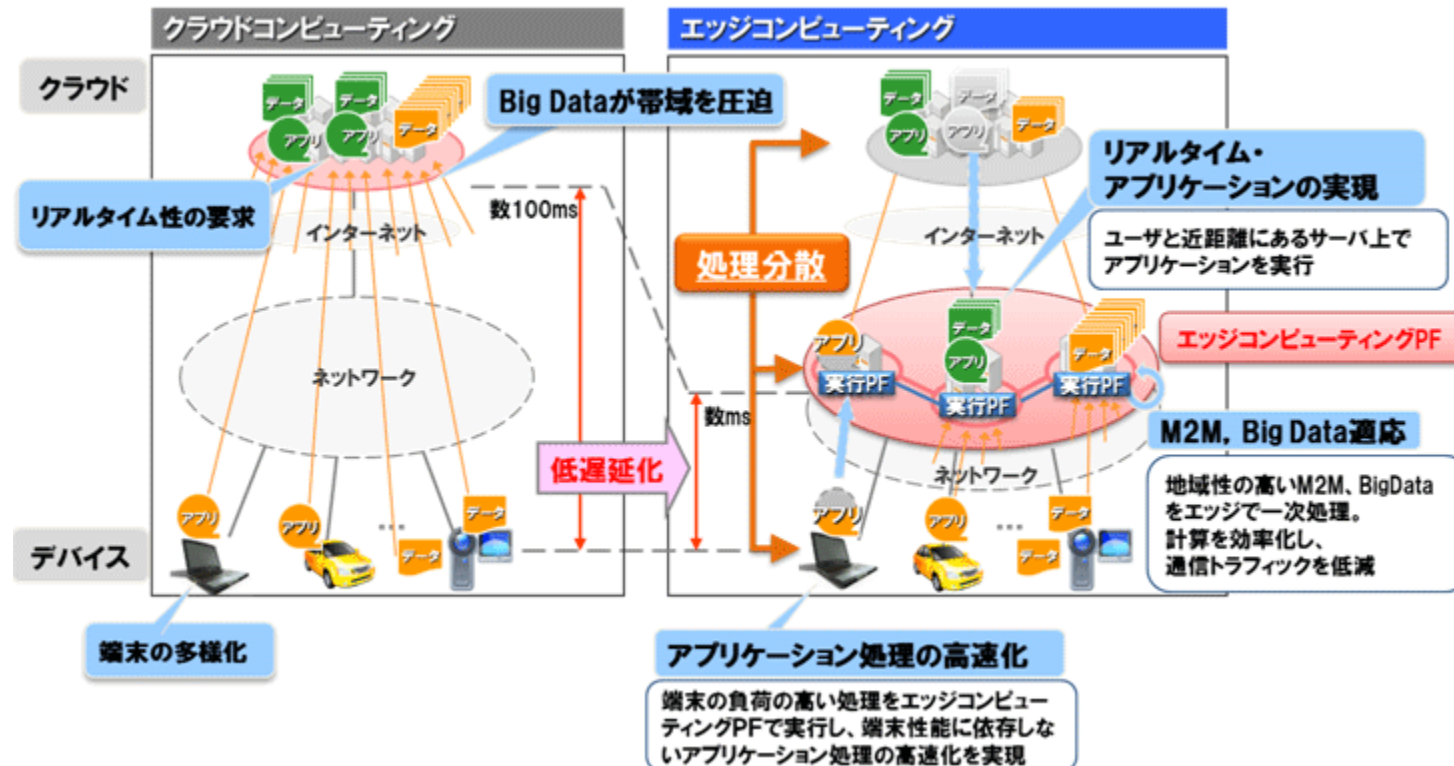 クラウドコンピューティング
エッジコンピューティング
クラウド
データ
データ
データ
アプリ
アプリ
Big Dataが帯域を圧迫
リアルタイム性の要求
インターネット
数100ms
ネットワーク
低遅延化
数ms
デバイス
アプリ
アプリ
…
データ
データ
端末の多様化
処理分散
データ
データ
データ
アプリ
アプリ
インターネット
リアルタイム・
アプリケーションの実現
ユーザと近距離にあるサーバ上で
アプリケーションを実行
エッジコンピューティングPF
アプリ
実行PF
データ
アプリ
実行PF
データ
実行PF
ネットワーク
M2M, Big Data適応
地域性の高いM2M、BigData
をエッジで一次処理。
計算を効率化し、
通信トラフィックを低減
アプリ
アプリ
…
データ
データ
アプリケーション処理の高速化
端末の負荷の高い処理をエッジコンピュー
ティングPFで実行し、端末性能に依存しな
いアプリケーション処理の高速化を実現